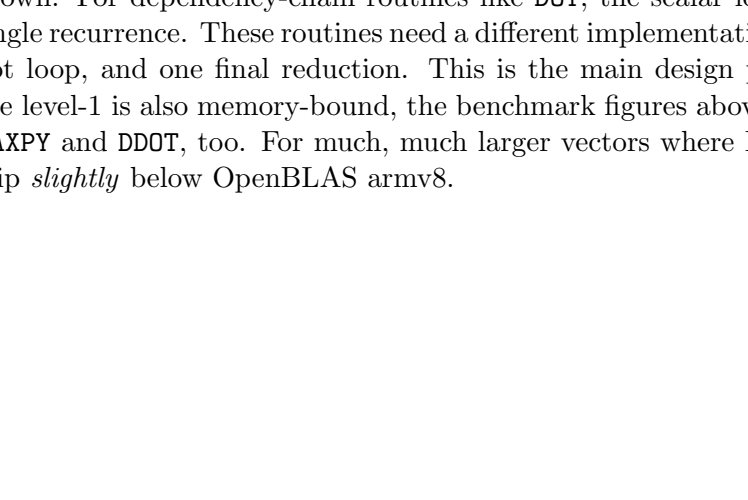 own. For dependency-chain routines like DOT, the scalar lo
ngle recurrence. These routines need a different implementati
ot loop, and one final reduction. This is the main design p
e level-1 is also memory-bound, the benchmark figures abov
AXPY and DDOT, too. For much, much larger vectors where
ip slightly below OpenBLAS armv8.